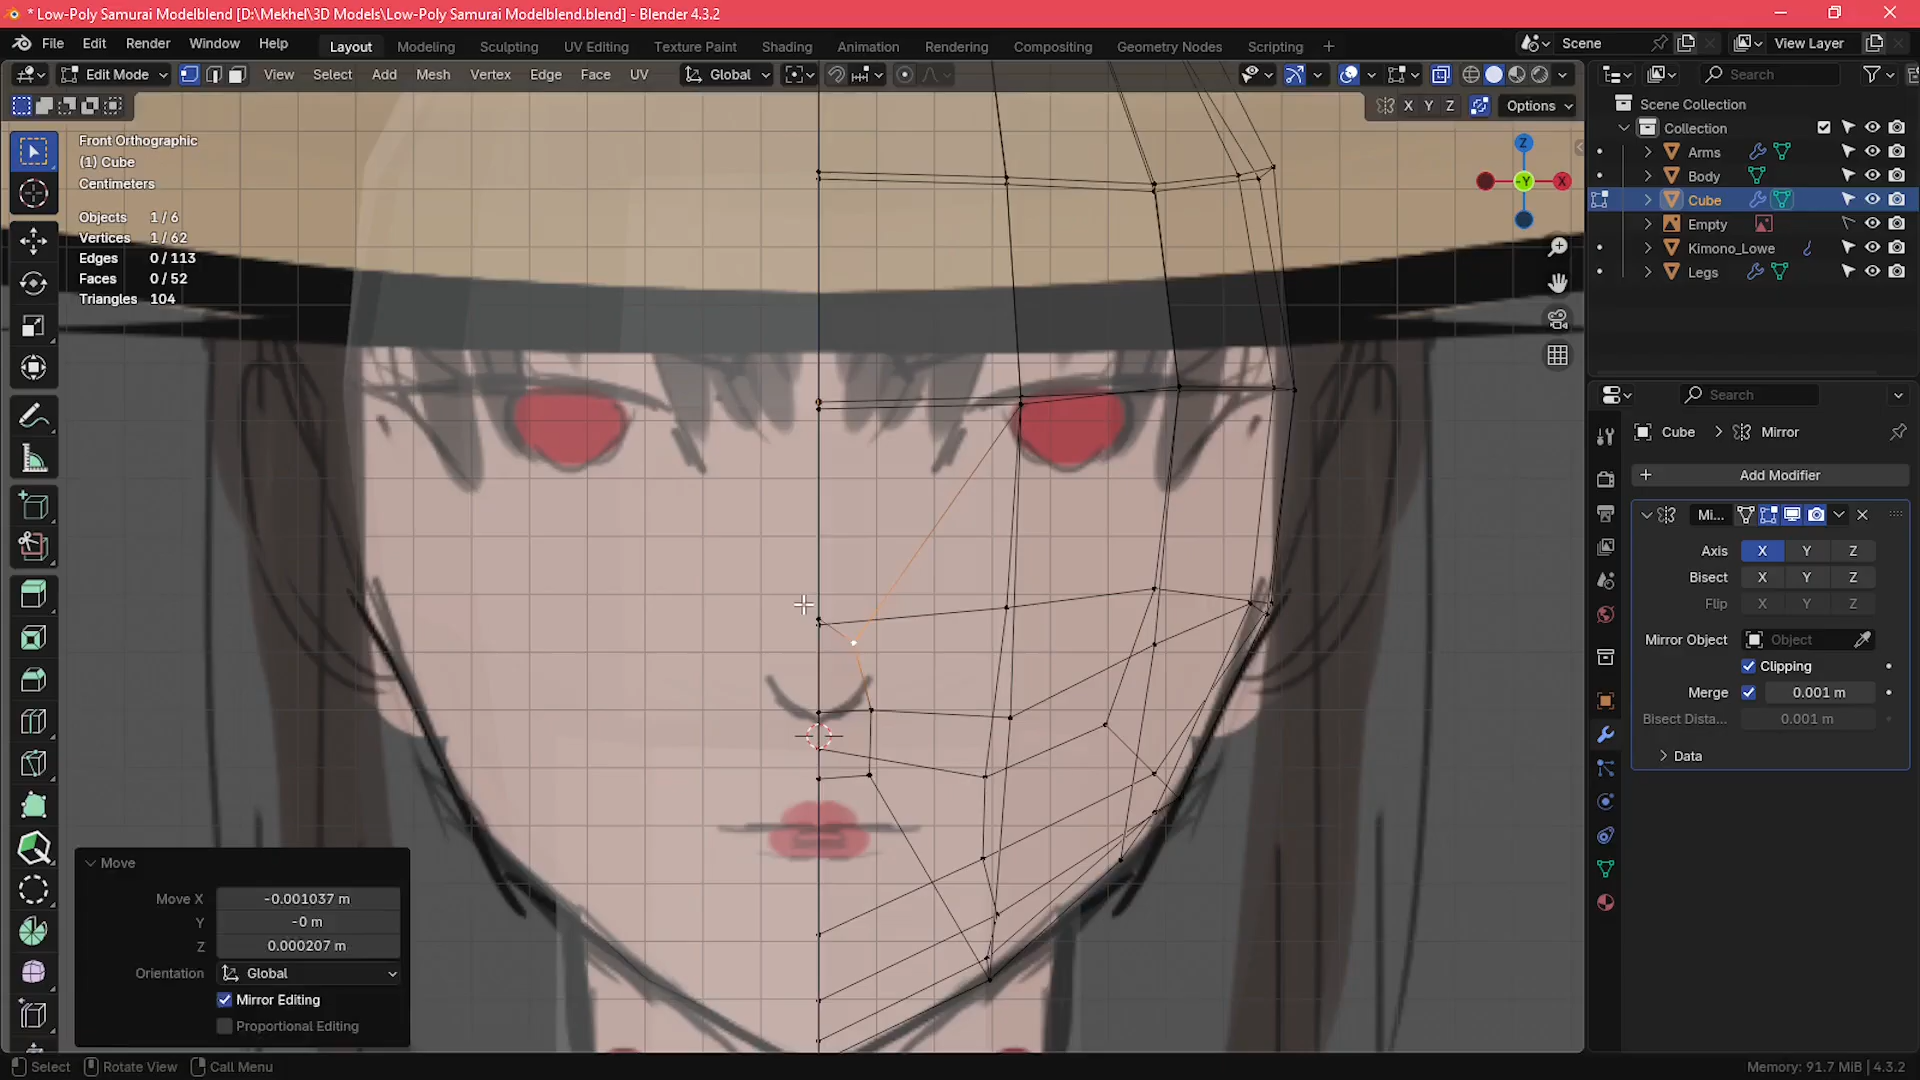 * Low-Poly Samurai Modelblend [D:\Mekhel\3D Models\Low-Poly Samurai Modelblend.blend] - Blender 4.3.2
File Edit Render Window Help Layout Modeling Sculpting UV Editing Texture Paint Shading Animation Rendering Compositing Geometry Nodes Scripting + Scene View Layer
Edit Mode View Select Add Mesh Vertex Edge Face UV Global Search
X Y Z Options
Scene Collection
Collection
Arms
Body
Cube
Empty
Kimono_Lowe
Legs
Front Orthographic
(1) Cube
Centimeters
Objects 1 / 6
Vertices 1 / 62
Edges 0 / 113
Faces 0 / 52
Triangles 104
Z
-Y
X
Search
Cube > Mirror
+ Add Modifier
Mi...
Axis X Y Z
Bisect X Y Z
Flip X Y Z
Mirror Object Object
Clipping
Merge 0.001 m
Bisect Dista... 0.001 m
Data
Move
Move X -0.001037 m
Y -0 m
Z 0.000207 m
Orientation Global
Mirror Editing
Proportional Editing
Select Rotate View Call Menu Memory: 91.7 MiB | 4.3.2